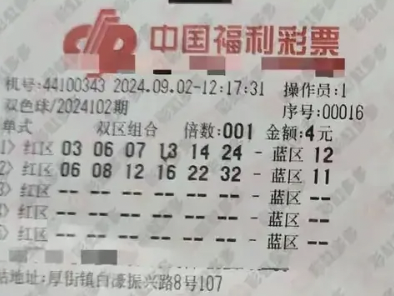 中国福利彩票
机号:44100343 2024.09.02-12:17:31 操作员:1
双色球/2024102期 序号:00016
单式 双区组合 倍数:001 金额:4元
1> 红区 03 06 07 13 14 24 - 蓝区 12
2> 红区 06 08 12 16 22 32 - 蓝区 11
> 红区 -- -- -- -- -- -- - 蓝区 --
> 红区 -- -- -- -- -- -- - 蓝区 --
> 红区 -- -- -- -- -- -- - 蓝区 --
站地址:厚街镇白濠振兴路8号107